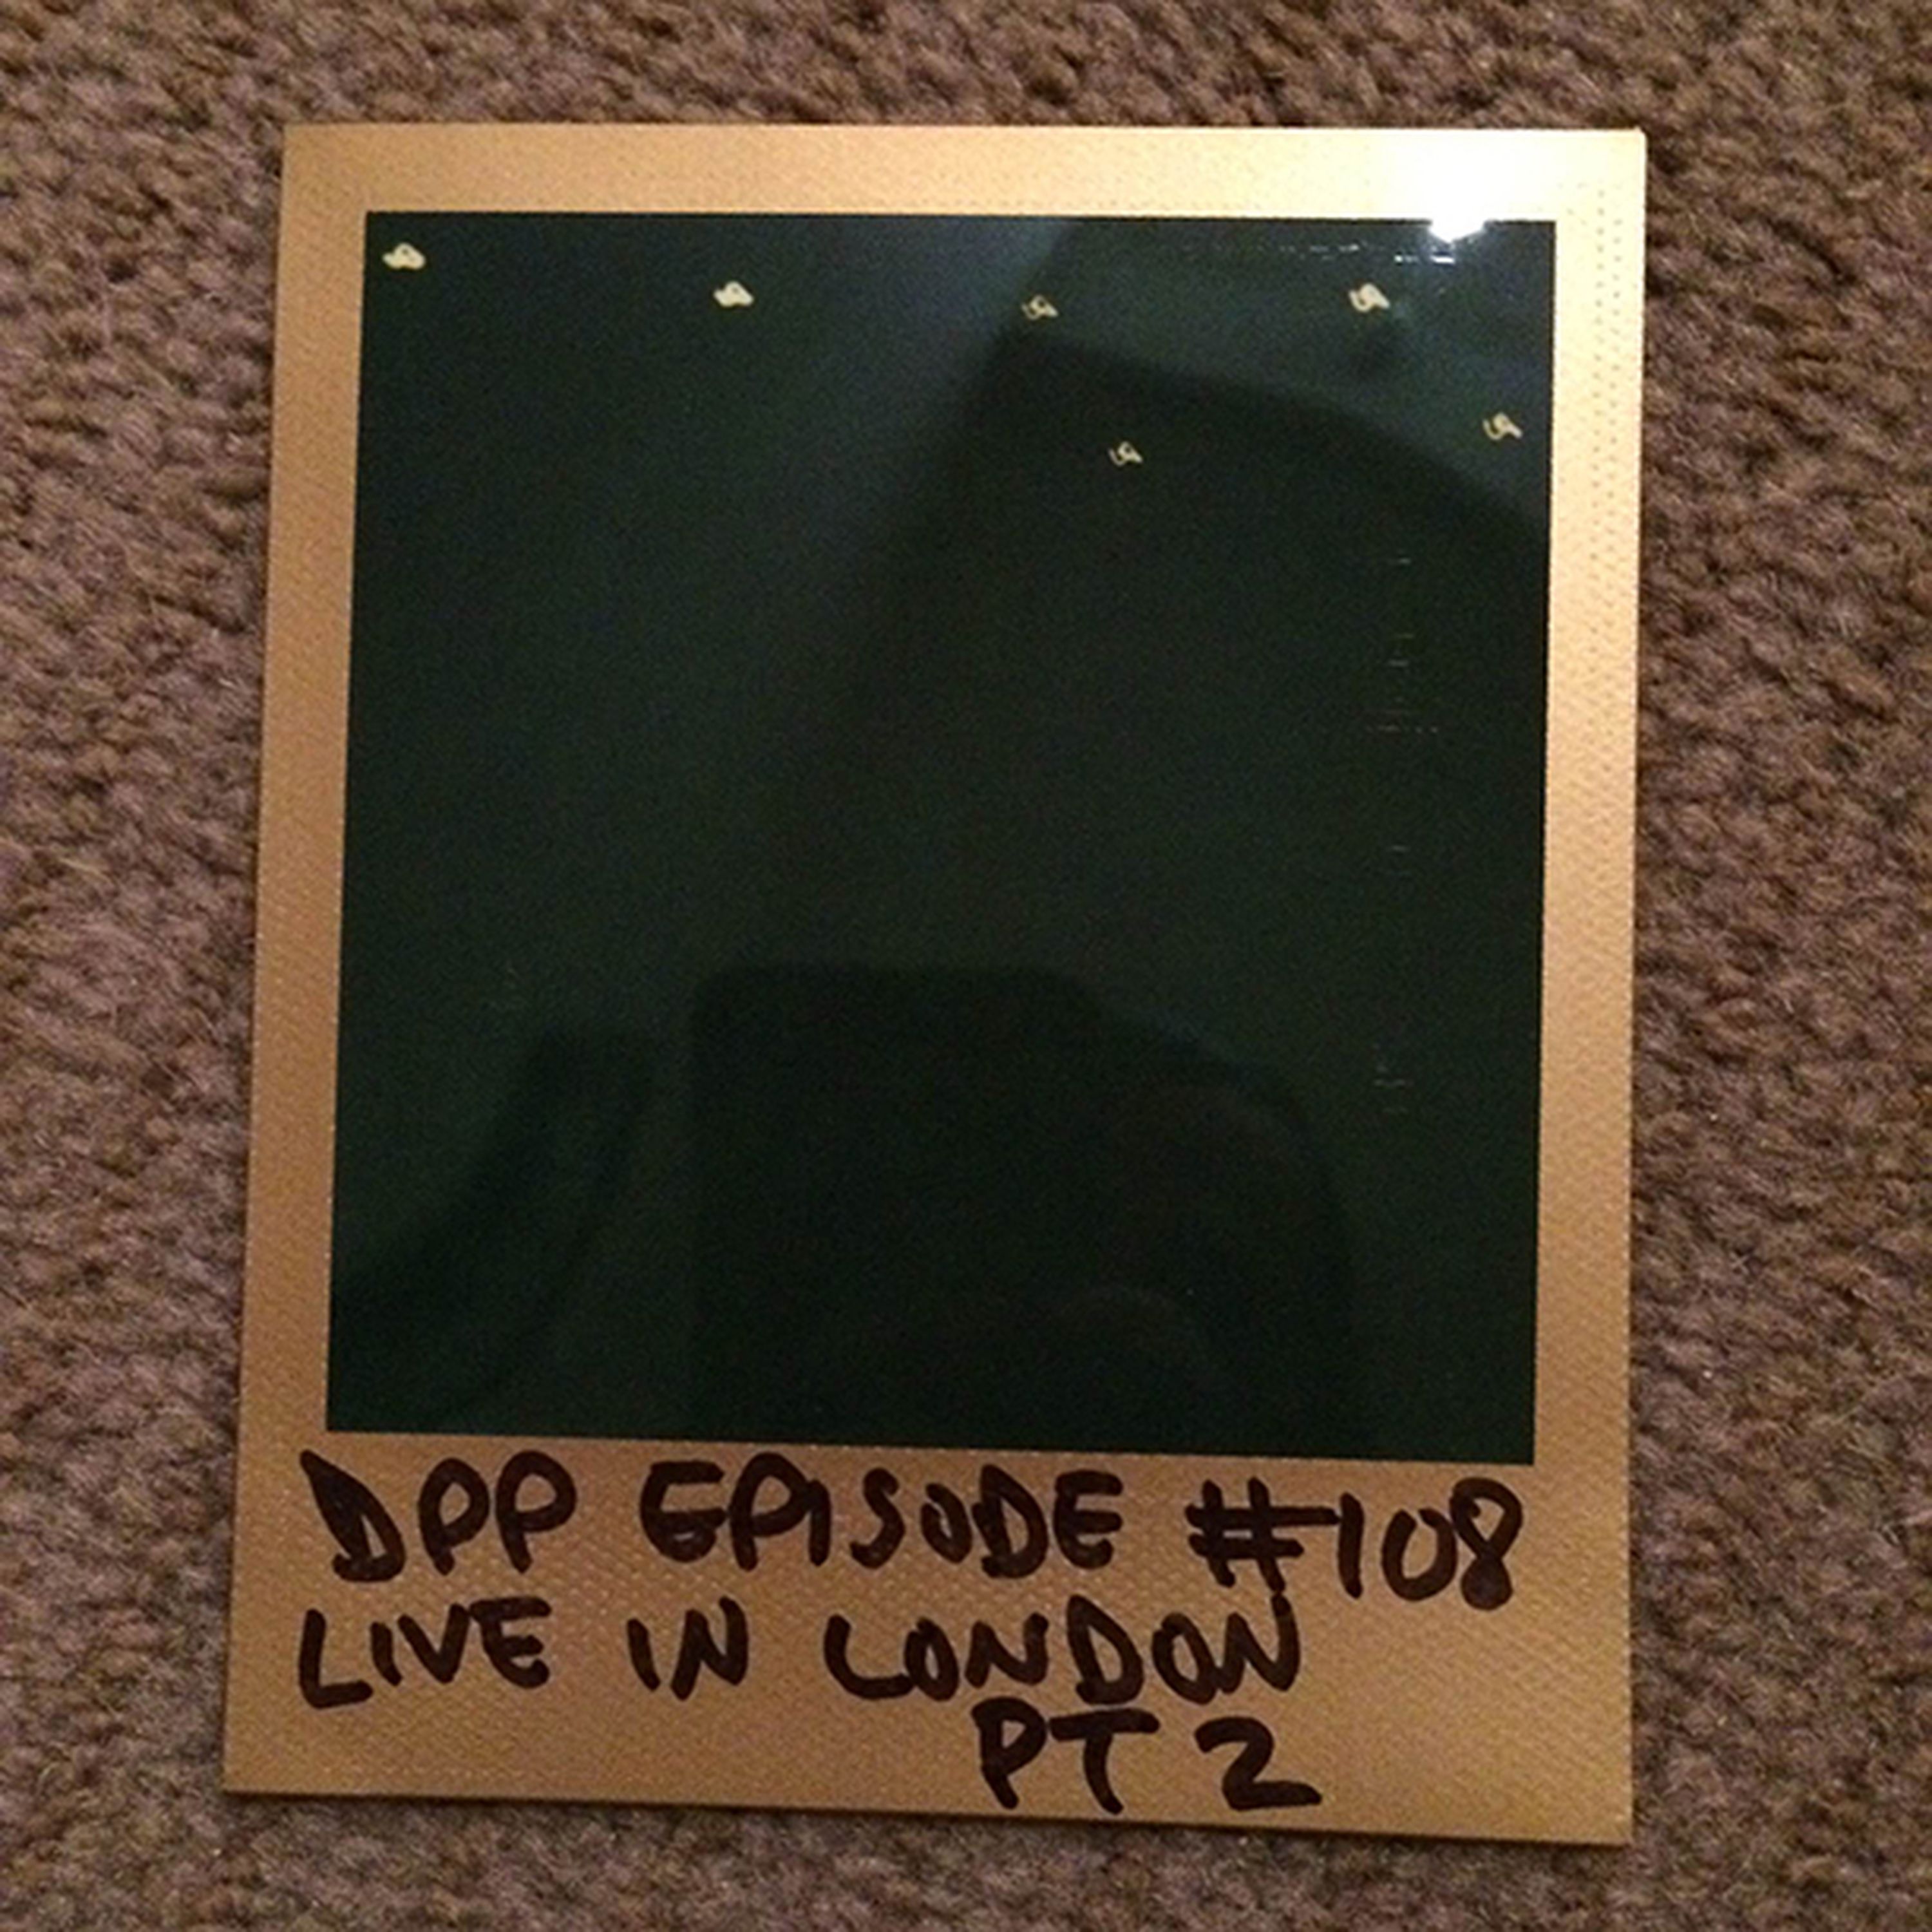 DPP EPISODE #108
LIVE IN LONDON
PT 2